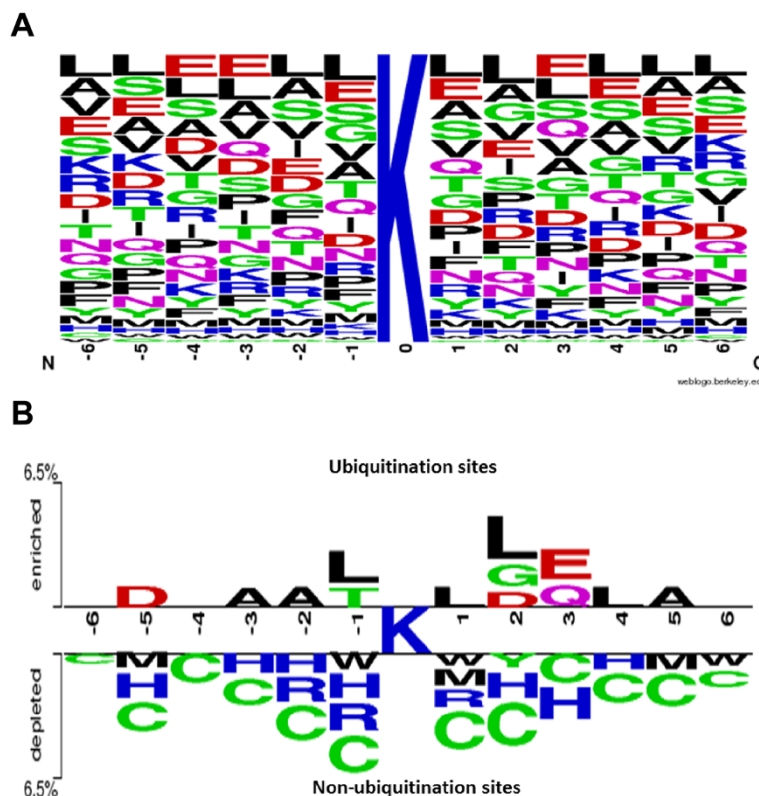 A
L A V E S K R D I T N Q G P F
L S E A V K D R T I Q G P F N
E L S A D V T G R I P Q N K Y F
E L A V Q D S P I T N G K R F Y
L A S V I E D G F Q T N P R K Y
L E S G V A T Q I D N R P F Y K
K
L E A S V Q T G D P I F N R Y K
L A G V E I S P R D F T Q N K Y
E L S Q V A G T D R P N I Y F K
L E S A V G T Q I R D P K N F Y
L A E S V R T G K D I P Q F N Y
L A S E K R G V I D Q T P N F
N -6 -5 -4 -3 -2 -1 0 1 2 3 4 5 6
weblogo.berkeley.ed
B
6.5%
Ubiquitination sites
enriched
D A A L T L L G D E Q L A
-6 -5 -4 -3 -2 -1 K 1 2 3 4 5 6
depleted
C
M H C
C
H C
H R C
W H R C
W M R C
Y H C
C H
H C
M C
W C
6.5%
Non-ubiquitination sites